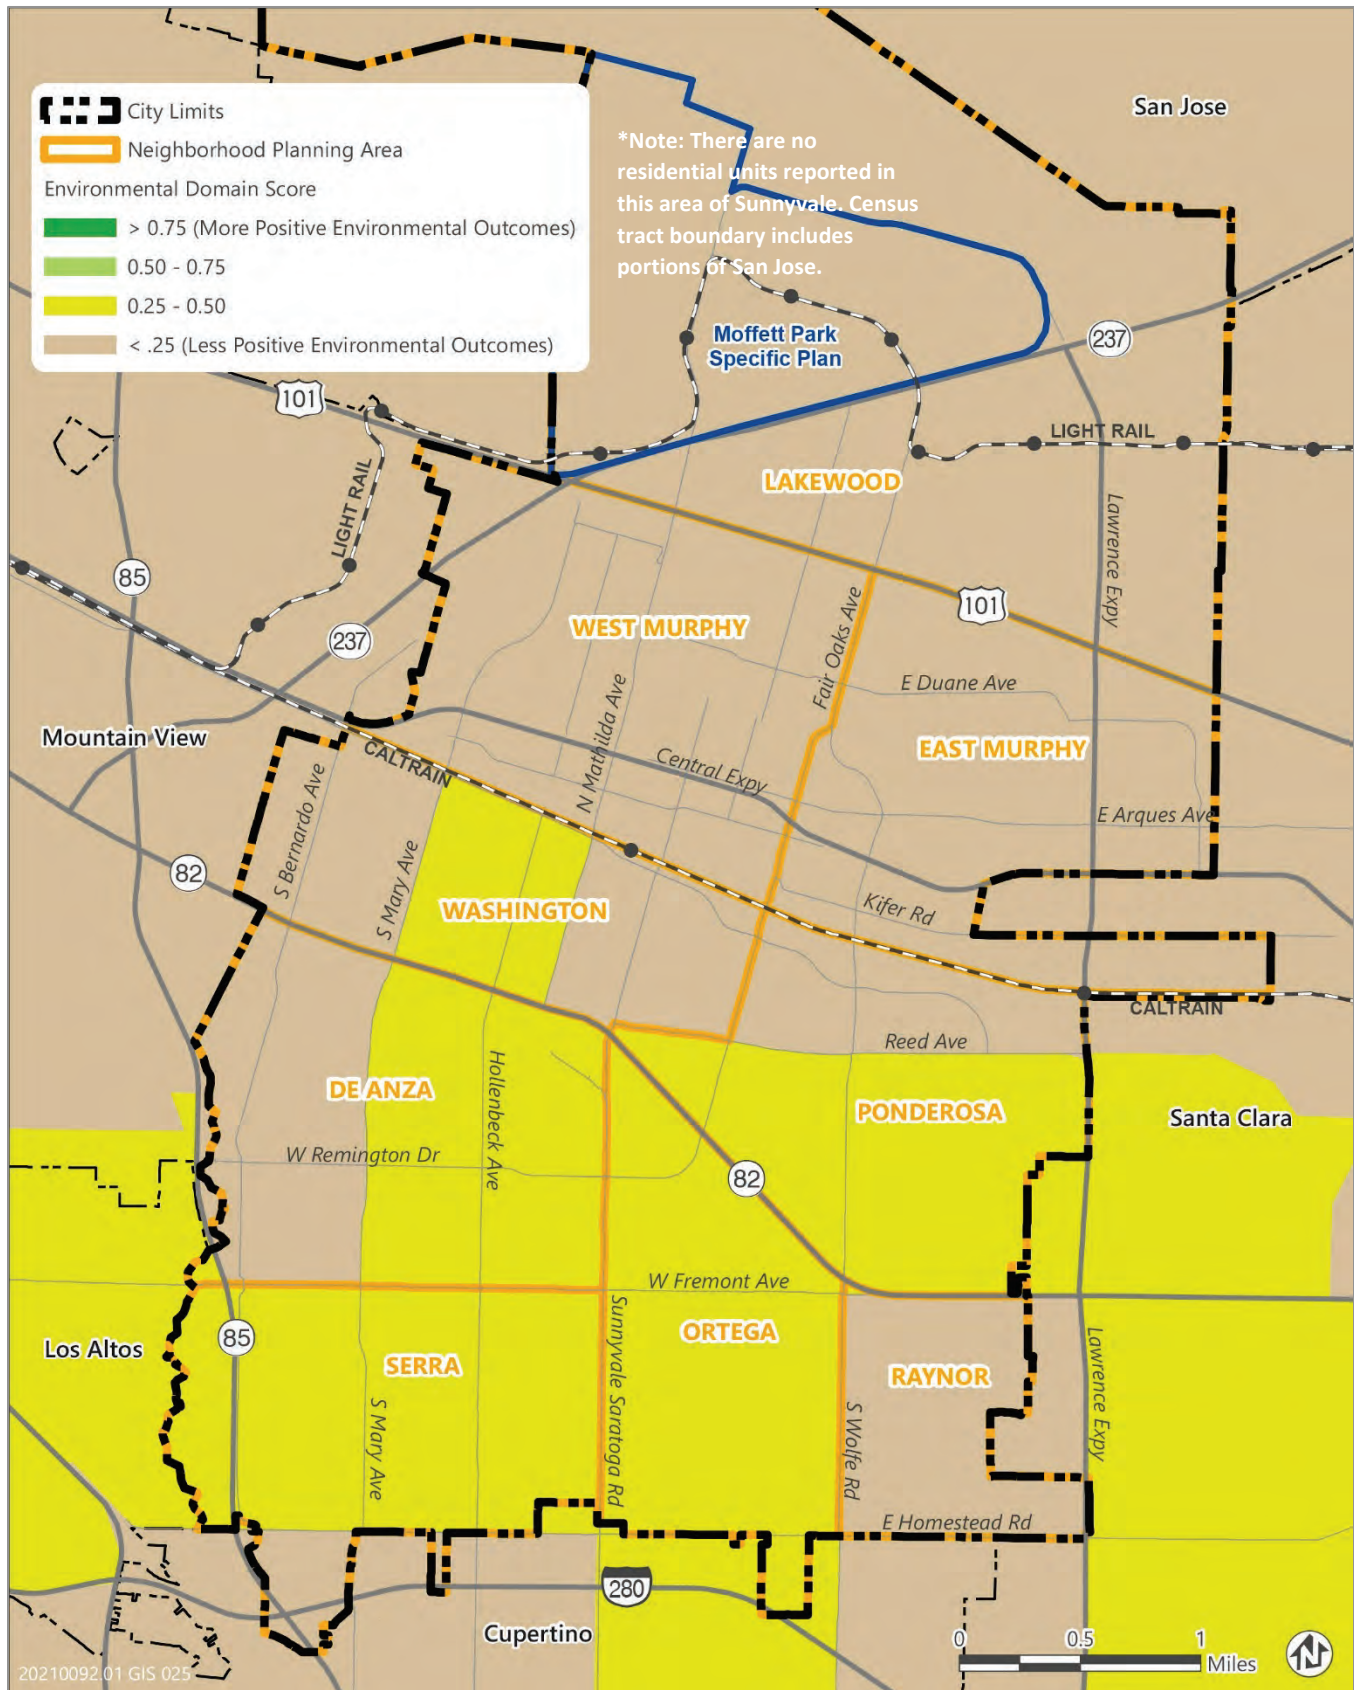 City Limits
Neighborhood Planning Area
Environmental Domain Score
> 0.75 (More Positive Environmental Outcomes)
0.50 - 0.75
0.25 - 0.50
< .25 (Less Positive Environmental Outcomes)
San Jose
*Note: There are no
residential units reported in
this area of Sunnyvale. Census
tract boundary includes
portions of San Jose.
Moffett Park
Specific Plan
237
101
LIGHT RAIL
LAKEWOOD
LIGHT RAIL
Lawrence Expy
85
101
237
WEST MURPHY
Fair Oaks Ave
E Duane Ave
N Mathilda Ave
Mountain View
CALTRAIN
EAST MURPHY
Central Expy
S Bernardo Ave
E Arques Ave
82
S Mary Ave
WASHINGTON
Kifer Rd
CALTRAIN
Reed Ave
Hollenbeck Ave
DE ANZA
PONDEROSA
Santa Clara
W Remington Dr
82
W Fremont Ave
Sunnyvale Saratoga Rd
Los Altos
85
ORTEGA
SERRA
RAYNOR
Lawrence Expy
S Mary Ave
S Wolfe Rd
E Homestead Rd
280
Cupertino
0 0.5 1
Miles
N
20210092.01 GIS 025